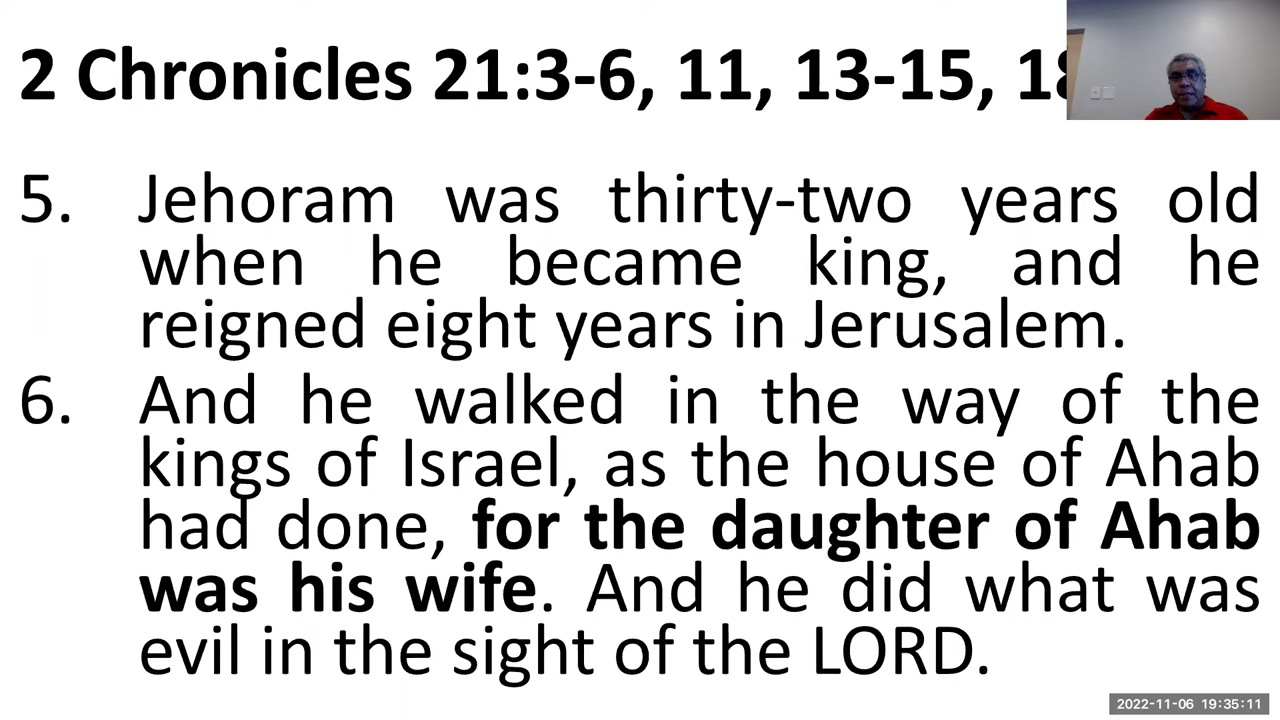 2 Chronicles 21:3-6, 11, 13-15,
5. Jehoram was thirty-two years old
when he became king, and he
reigned eight years in Jerusalem.
6. And he walked in the way of the
kings of Israel, as the house of Ahab
had done, for the daughter of Ahab
was his wife. And he did what was
evil in the sight of the LORD.
2022-11-06 19:35:11